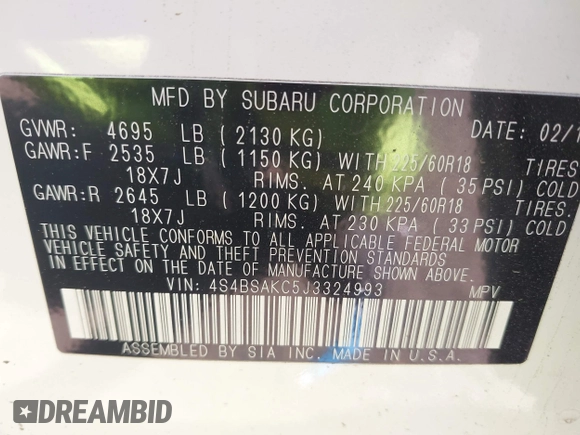 MFD BY SUBARU CORPORATION
GVWR: 4695 LB ( 2130 KG) DATE: 02/1
GAWR:F 2535 LB ( 1150 KG) WITH 225/60R18 TIRES
18X7J RIMS. AT 240 KPA ( 35 PSI) COLD
GAWR:R 2645 LB ( 1200 KG) WITH 225/60R18 TIRES.
18X7J RIMS. AT 230 KPA ( 33 PSI) COLD
THIS VEHICLE CONFORMS TO ALL APPLICABLE FEDERAL MOTOR
VEHICLE SAFETY AND THEFT PREVENTION STANDARDS
IN EFFECT ON THE DATE OF MANUFACTURE SHOWN ABOVE.
VIN: 4S4BSAKC5J3324993 MPV
ASSEMBLED BY SIA INC. MADE IN U.S.A.
DREAMBID